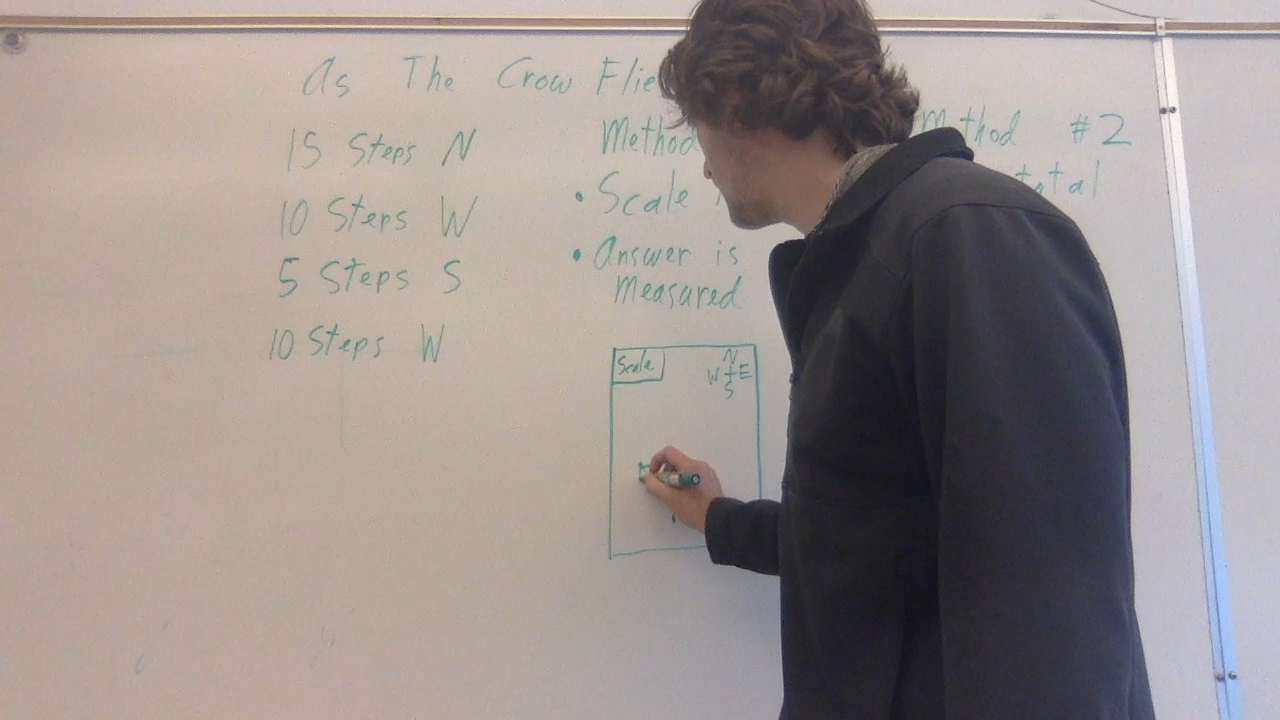 As The Crow Flie
15 Steps N
10 Steps W
5 Steps S
10 Steps W
Method
• Scale
• Answer is
measured
Method #2
total
Scale
N
W E
S